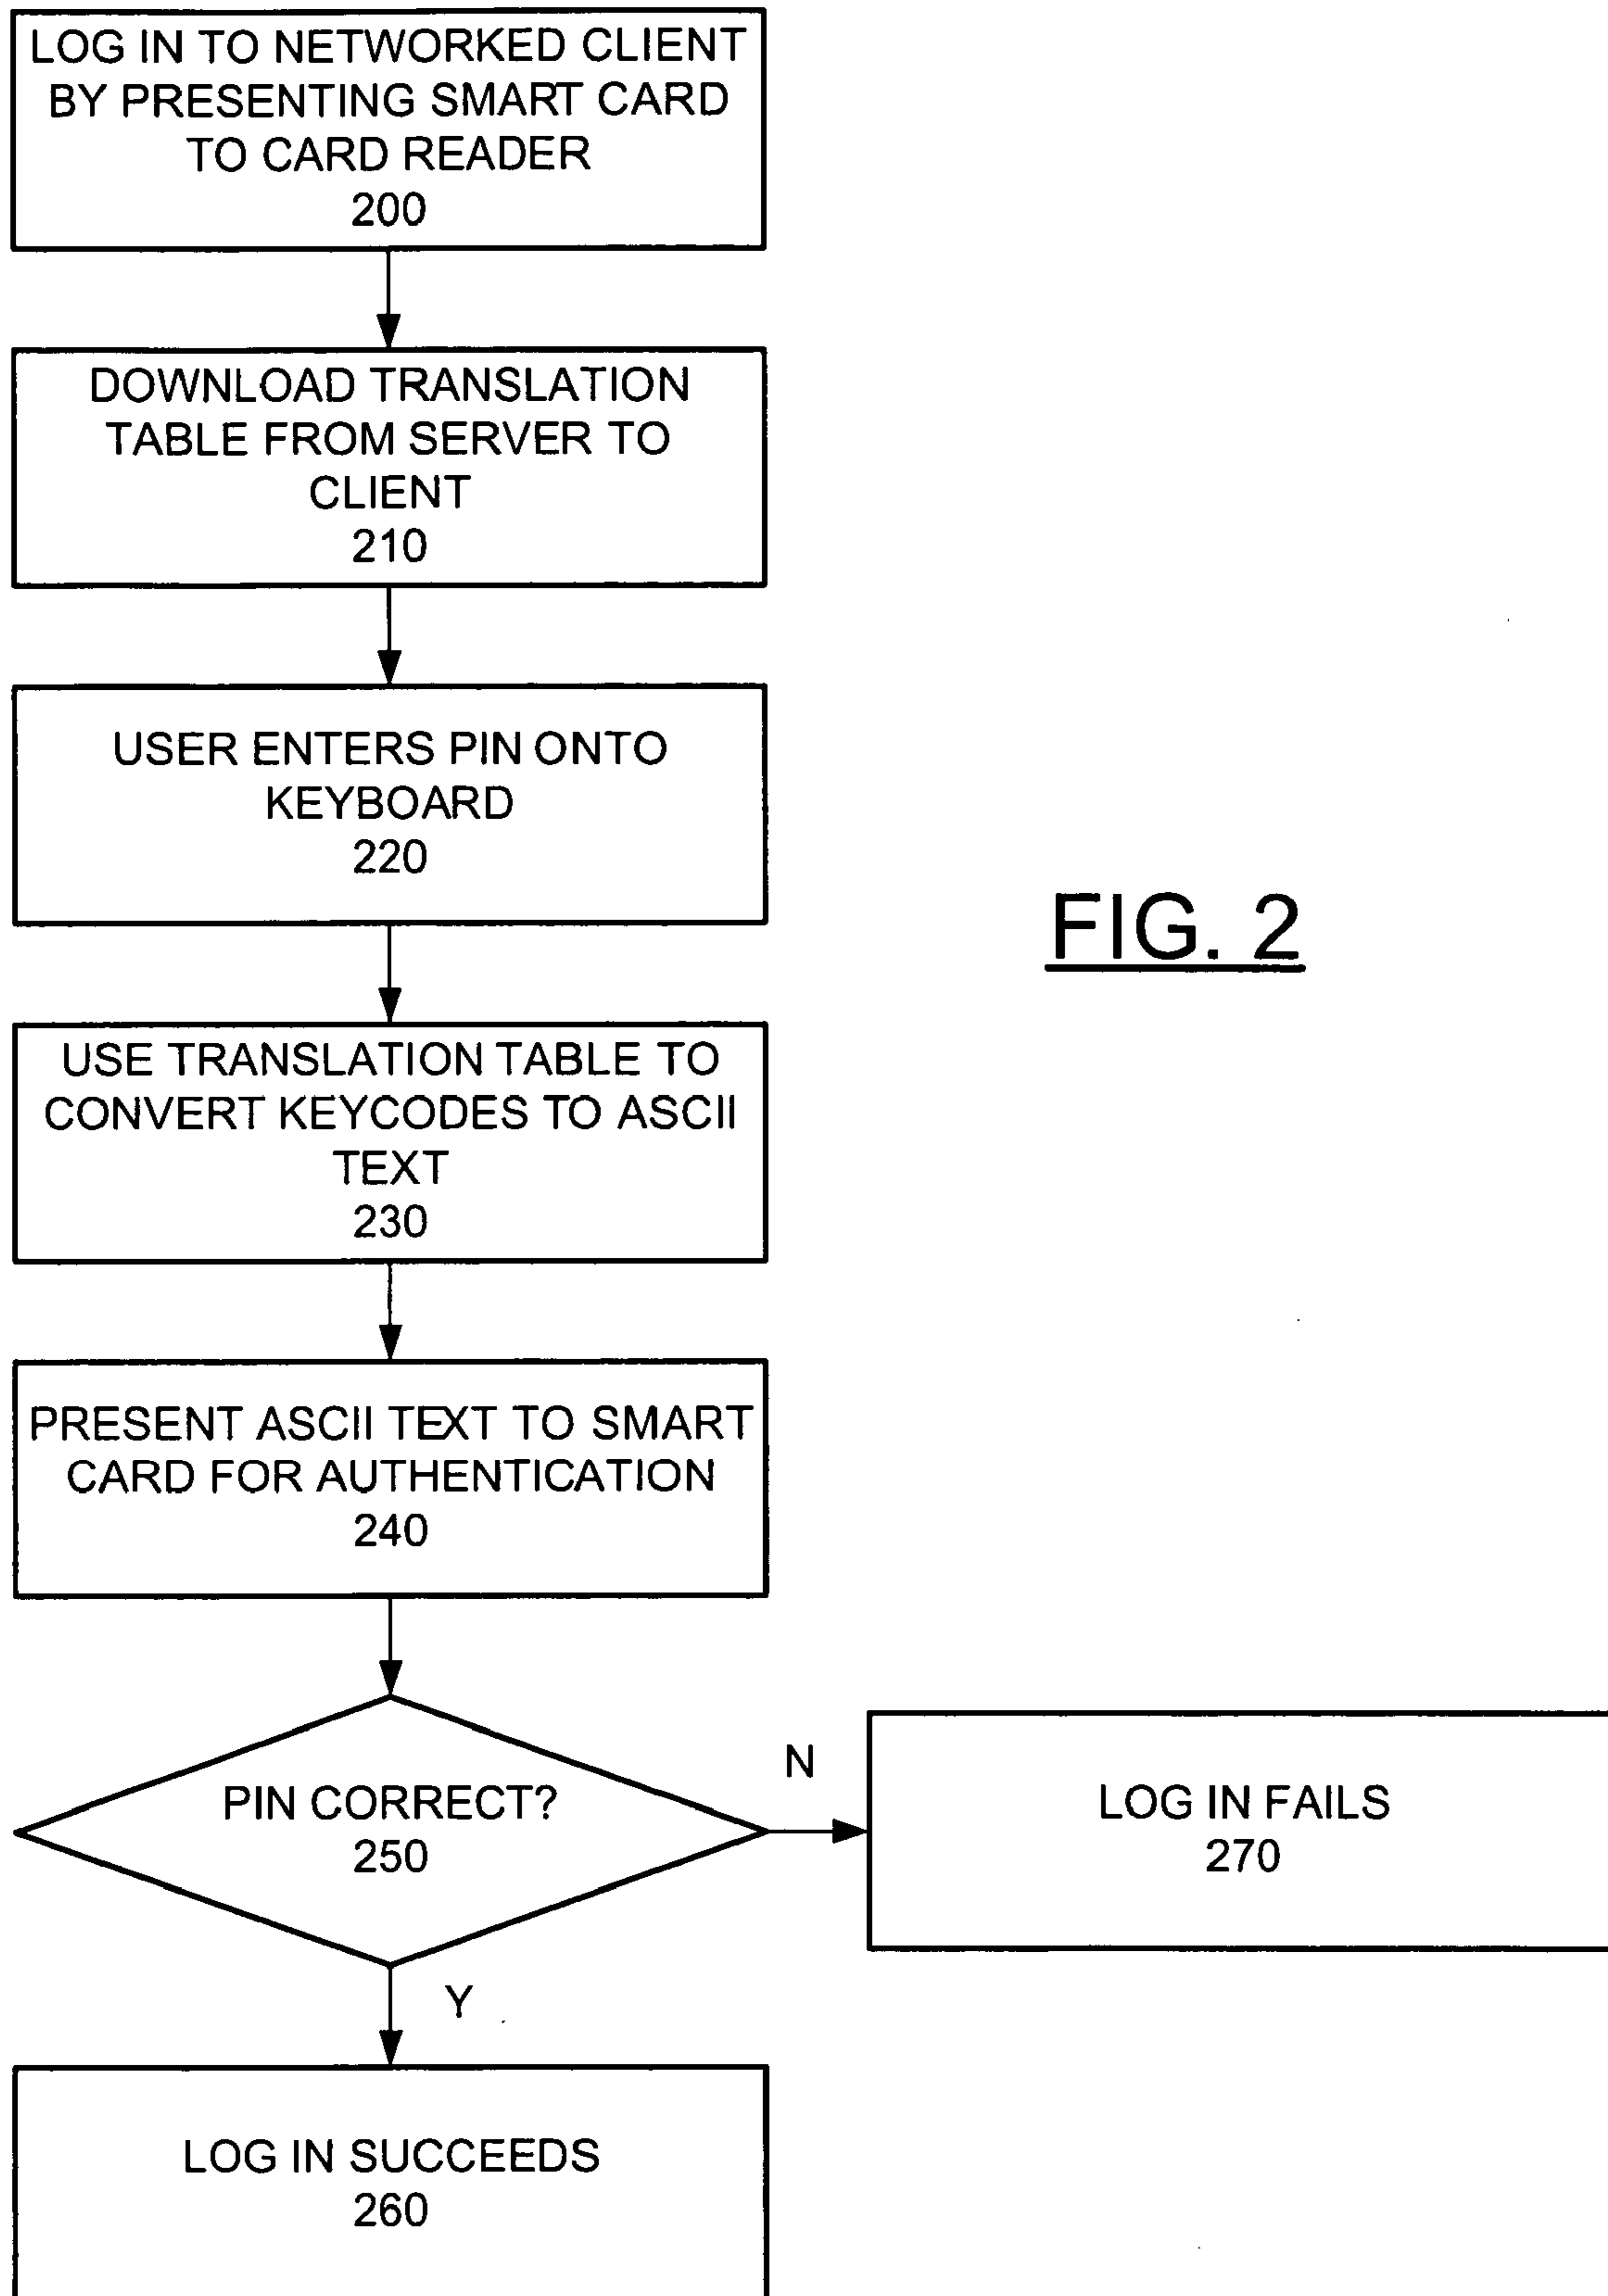 LOG IN TO NETWORKED CLIENT
BY PRESENTING SMART CARD
TO CARD READER
200
DOWNLOAD TRANSLATION
TABLE FROM SERVER TO
CLIENT
210
USER ENTERS PIN ONTO
KEYBOARD
220
FIG. 2
USE TRANSLATION TABLE TO
CONVERT KEYCODES TO ASCII
TEXT
230
PRESENT ASCII TEXT TO SMART
CARD FOR AUTHENTICATION
240
PIN CORRECT?
250
N
LOG IN FAILS
270
Y
LOG IN SUCCEEDS
260